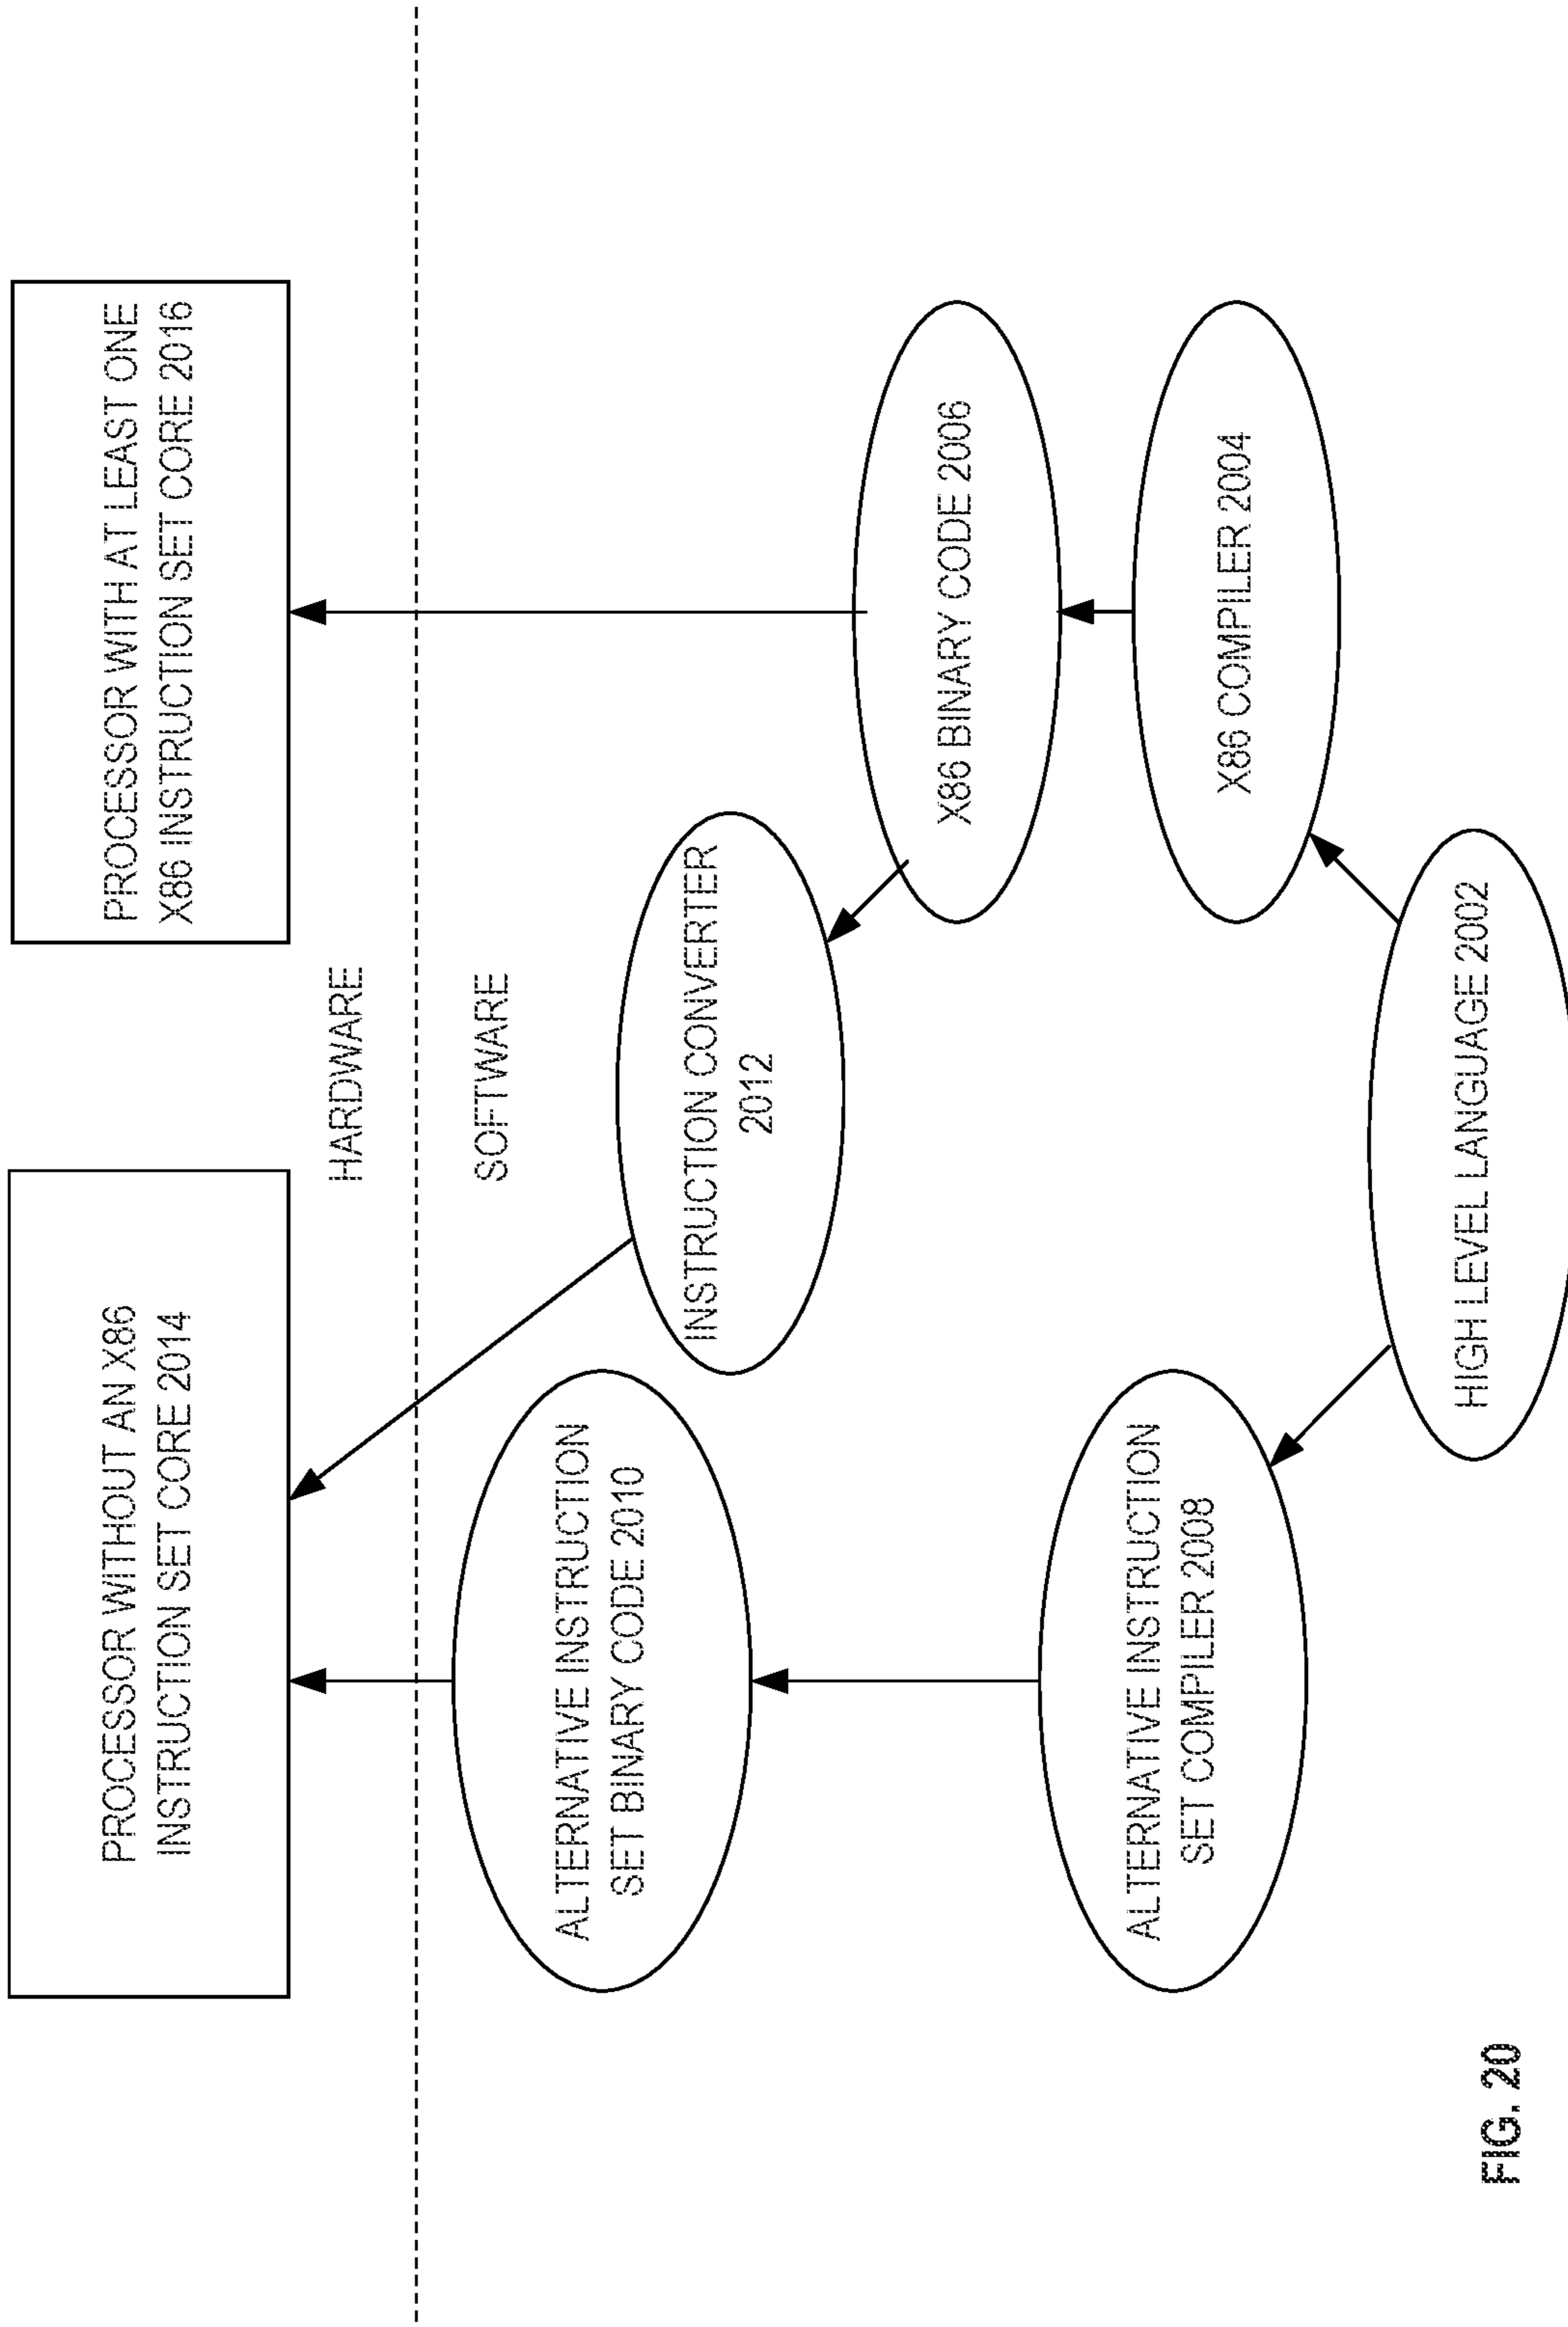 PROCESSOR WITHOUT AN X86
INSTRUCTION SET CORE 2014
PROCESSOR WITH AT LEAST ONE
X86 INSTRUCTION SET CORE 2016
HARDWARE
SOFTWARE
ALTERNATIVE INSTRUCTION
SET BINARY CODE 2010
INSTRUCTION CONVERTER
2012
X86 BINARY CODE 2006
ALTERNATIVE INSTRUCTION
SET COMPILER 2008
X86 COMPILER 2004
HIGH LEVEL LANGUAGE 2002
FIG. 20